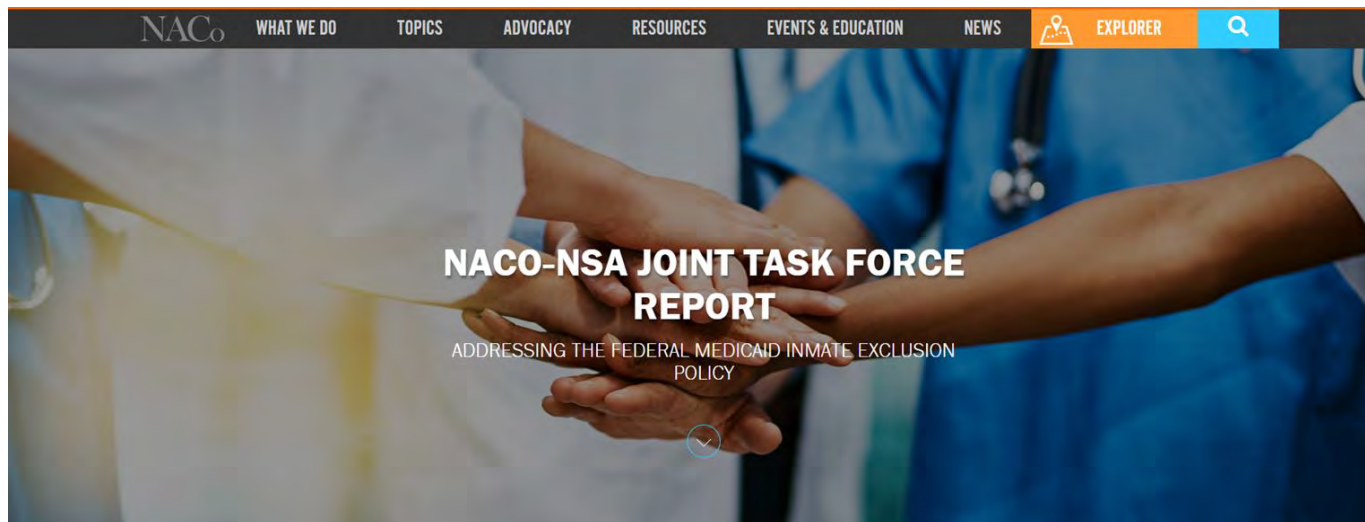 NACo WHAT WE DO TOPICS ADVOCACY RESOURCES EVENTS & EDUCATION NEWS EXPLORER
NACO-NSA JOINT TASK FORCE
REPORT
ADDRESSING THE FEDERAL MEDICAID INMATE EXCLUSION
POLICY